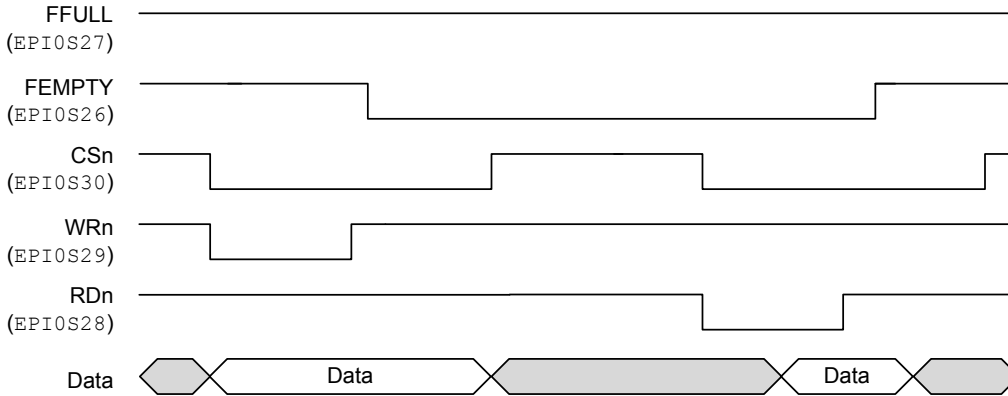 FFULL
(EPI0S27)
FEMPTY
(EPI0S26)
CSn
(EPI0S30)
WRn
(EPI0S29)
RDn
(EPI0S28)
Data Data Data